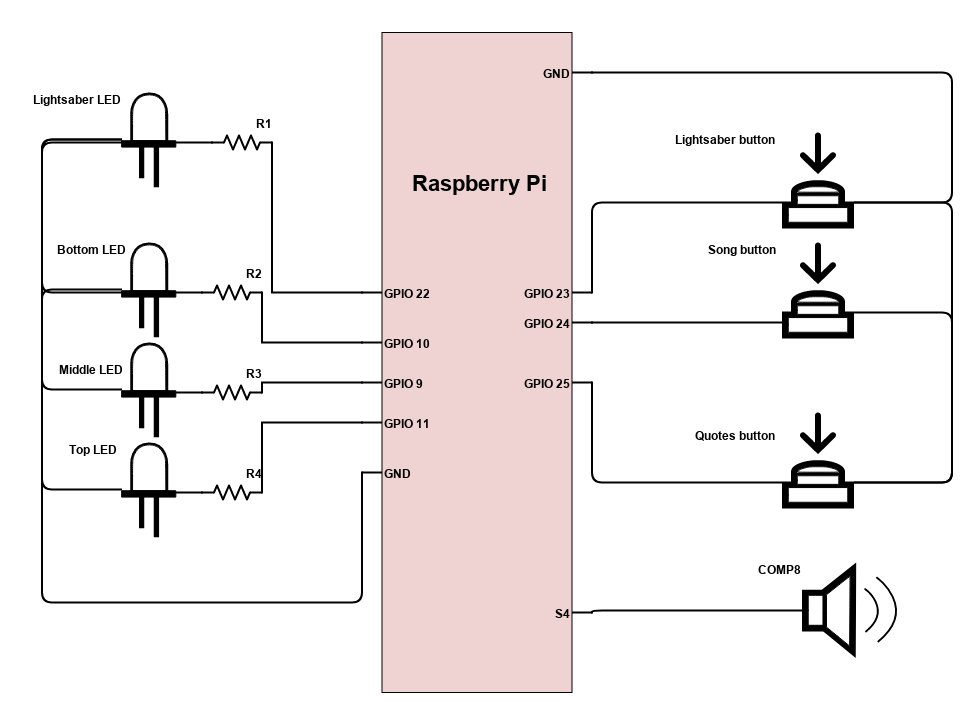 GND
Lightsaber LED
R1
Lightsaber button
Raspberry Pi
Bottom LED
Song button
R2
GPIO 22
GPIO 23
GPIO 24
GPIO 10
Middle LED
R3
GPIO 9
GPIO 25
GPIO 11
Quotes button
Top LED
R4
GND
COMP8
S4